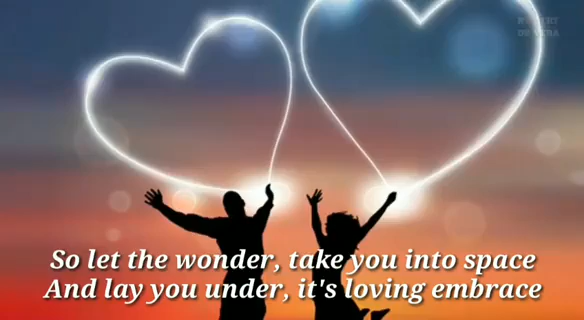 So let the wonder, take you into space
And lay you under, it's loving embrace